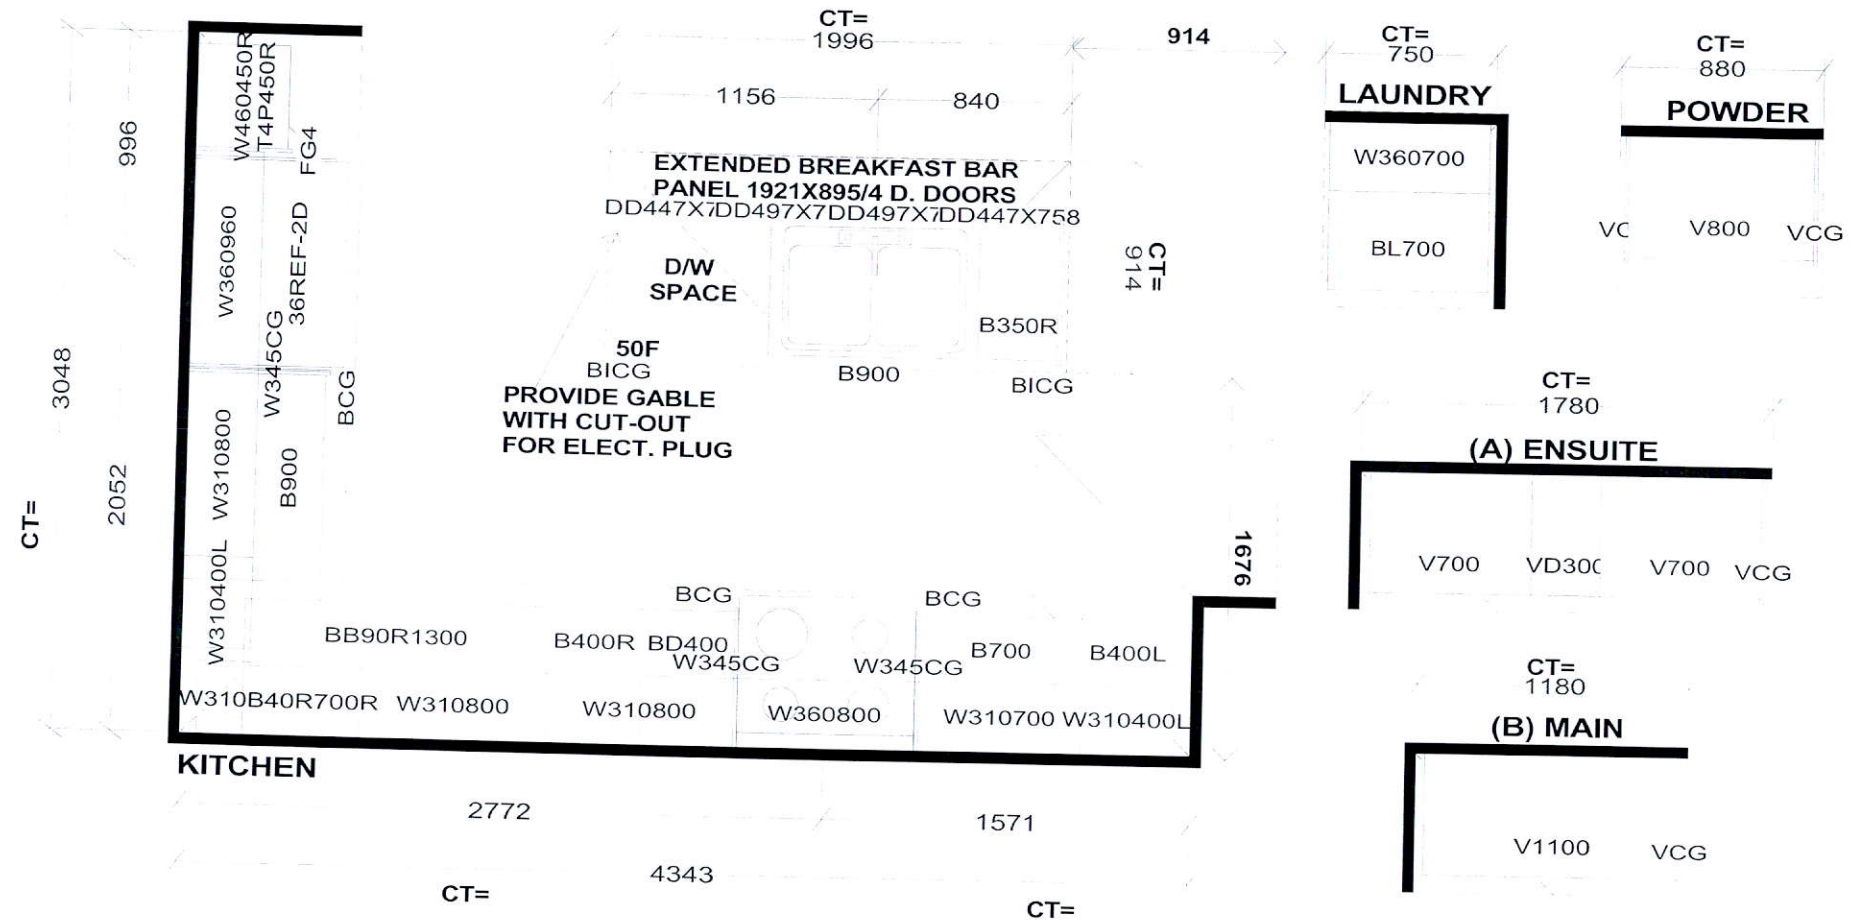 CT=
1996
914
1156
840
EXTENDED BREAKFAST BAR
PANEL 1921X895/4 D. DOORS
DD447X7DD497X7DD497X7DD447X758
D/W
SPACE
CT=
914
B350R
50F
BICG
B900
BICG
PROVIDE GABLE
WITH CUT-OUT
FOR ELECT. PLUG
W460450R
T4P450R
FG4
996
W360960
36REF-2D
W345CG
BCG
3048
2052
CT=
W310800
B900
W310400L
1676
BCG
BCG
BB90R1300
B400R
BD400
W345CG
W345CG
B700
B400L
W310B40R700R
W310800
W310800
W360800
W310700
W310400L
KITCHEN
2772
1571
4343
CT=
CT=
CT=
750
LAUNDRY
W360700
BL700
CT=
880
POWDER
VC
V800
VCG
CT=
1780
(A) ENSUITE
V700
VD300
V700
VCG
CT=
1180
(B) MAIN
V1100
VCG